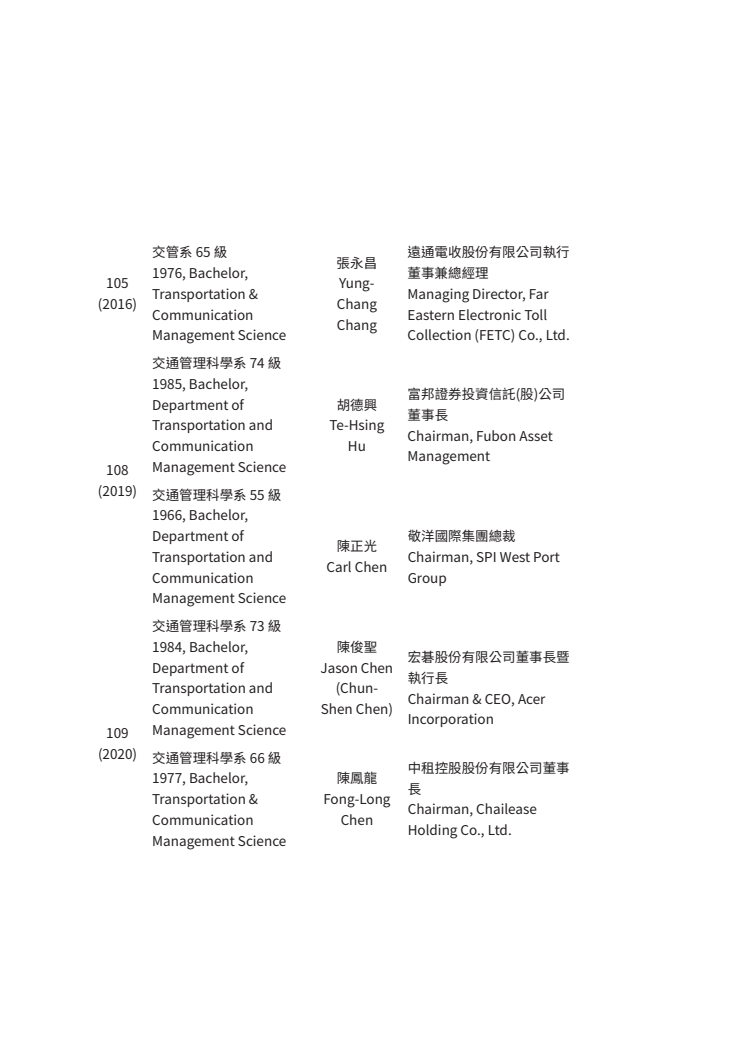 105
(2016)
交管系 65 級
1976, Bachelor,
Transportation &
Communication
Management Science
張永昌
Yung-
Chang
Chang
遠通電收股份有限公司執行
董事兼總經理
Managing Director, Far
Eastern Electronic Toll
Collection (FETC) Co., Ltd.
108
(2019)
交通管理科學系 74 級
1985, Bachelor,
Department of
Transportation and
Communication
Management Science
胡德興
Te-Hsing
Hu
富邦證券投資信託(股)公司
董事長
Chairman, Fubon Asset
Management
交通管理科學系 55 級
1966, Bachelor,
Department of
Transportation and
Communication
Management Science
陳正光
Carl Chen
敬洋國際集團總裁
Chairman, SPI West Port
Group
109
(2020)
交通管理科學系 73 級
1984, Bachelor,
Department of
Transportation and
Communication
Management Science
陳俊聖
Jason Chen
(Chun-
Shen Chen)
宏碁股份有限公司董事長暨
執行長
Chairman & CEO, Acer
Incorporation
交通管理科學系 66 級
1977, Bachelor,
Transportation &
Communication
Management Science
陳鳳龍
Fong-Long
Chen
中租控股股份有限公司董事
長
Chairman, Chailease
Holding Co., Ltd.